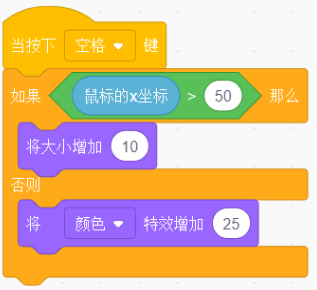 当按下 空格 键
如果 鼠标的x坐标 > 50 那么
将大小增加 10
否则
将 颜色 特效增加 25